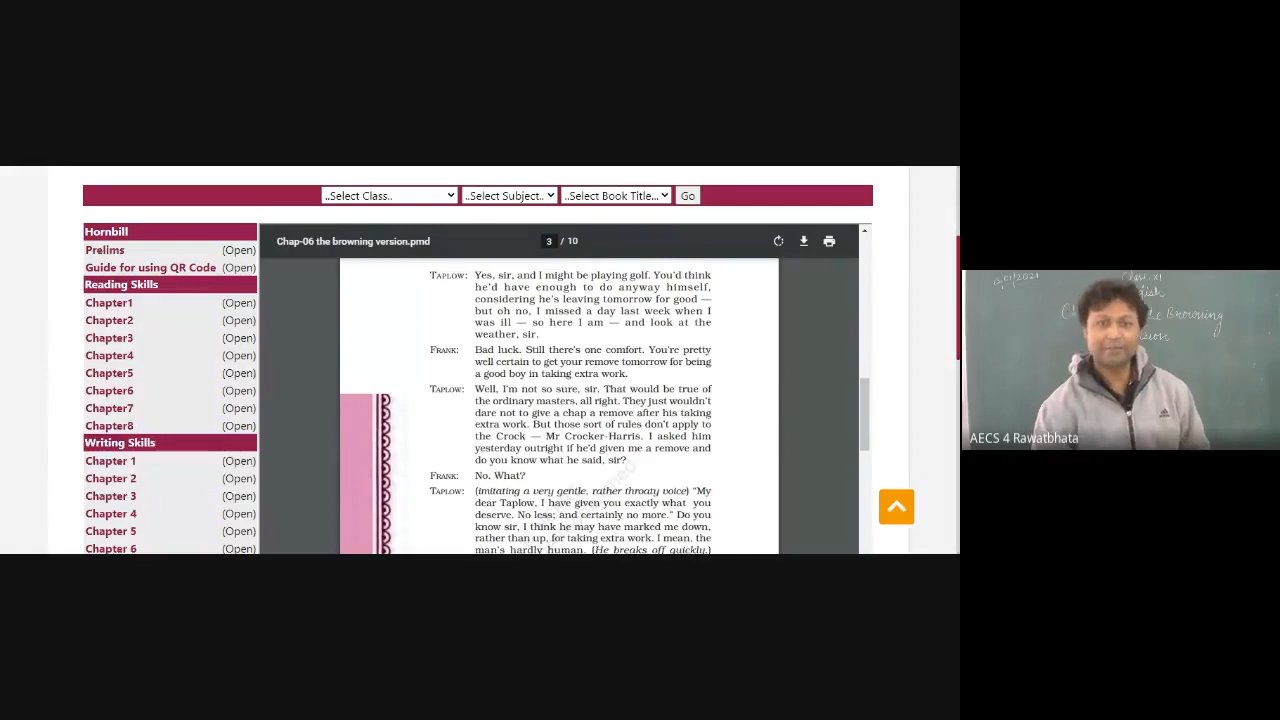 ..Select Class.. ..Select Subject.. ..Select Book Title... Go
Hornbill
Prelims (Open)
Guide for using QR Code (Open)
Reading Skills
Chapter1 (Open)
Chapter2 (Open)
Chapter3 (Open)
Chapter4 (Open)
Chapter5 (Open)
Chapter6 (Open)
Chapter7 (Open)
Chapter8 (Open)
Writing Skills
Chapter 1 (Open)
Chapter 2 (Open)
Chapter 3 (Open)
Chapter 4 (Open)
Chapter 5 (Open)
Chapter 6 (Open)
Chap-06 the browning version.pmd 3 / 10
TAPLOW: Yes, sir, and I might be playing golf. You'd think
he'd have enough to do anyway himself,
considering he's leaving tomorrow for good —
but oh no, I missed a day last week when I
was ill — so here I am — and look at the
weather, sir.
FRANK: Bad luck. Still there's one comfort. You're pretty
well certain to get your remove tomorrow for being
a good boy in taking extra work.
TAPLOW: Well, I'm not so sure, sir. That would be true of
the ordinary masters, all right. They just wouldn't
dare not to give a chap a remove after his taking
extra work. But those sort of rules don't apply to
the Crock — Mr Crocker-Harris. I asked him
yesterday outright if he'd given me a remove and
do you know what he said, sir?
FRANK: No. What?
TAPLOW: (imitating a very gentle, rather throaty voice) "My
dear Taplow, I have given you exactly what you
deserve. No less; and certainly no more." Do you
know sir, I think he may have marked me down,
rather than up, for taking extra work. I mean, the
man's hardly human. (He breaks off quickly.)
Class. XI
Browning
AECS 4 Rawatbhata